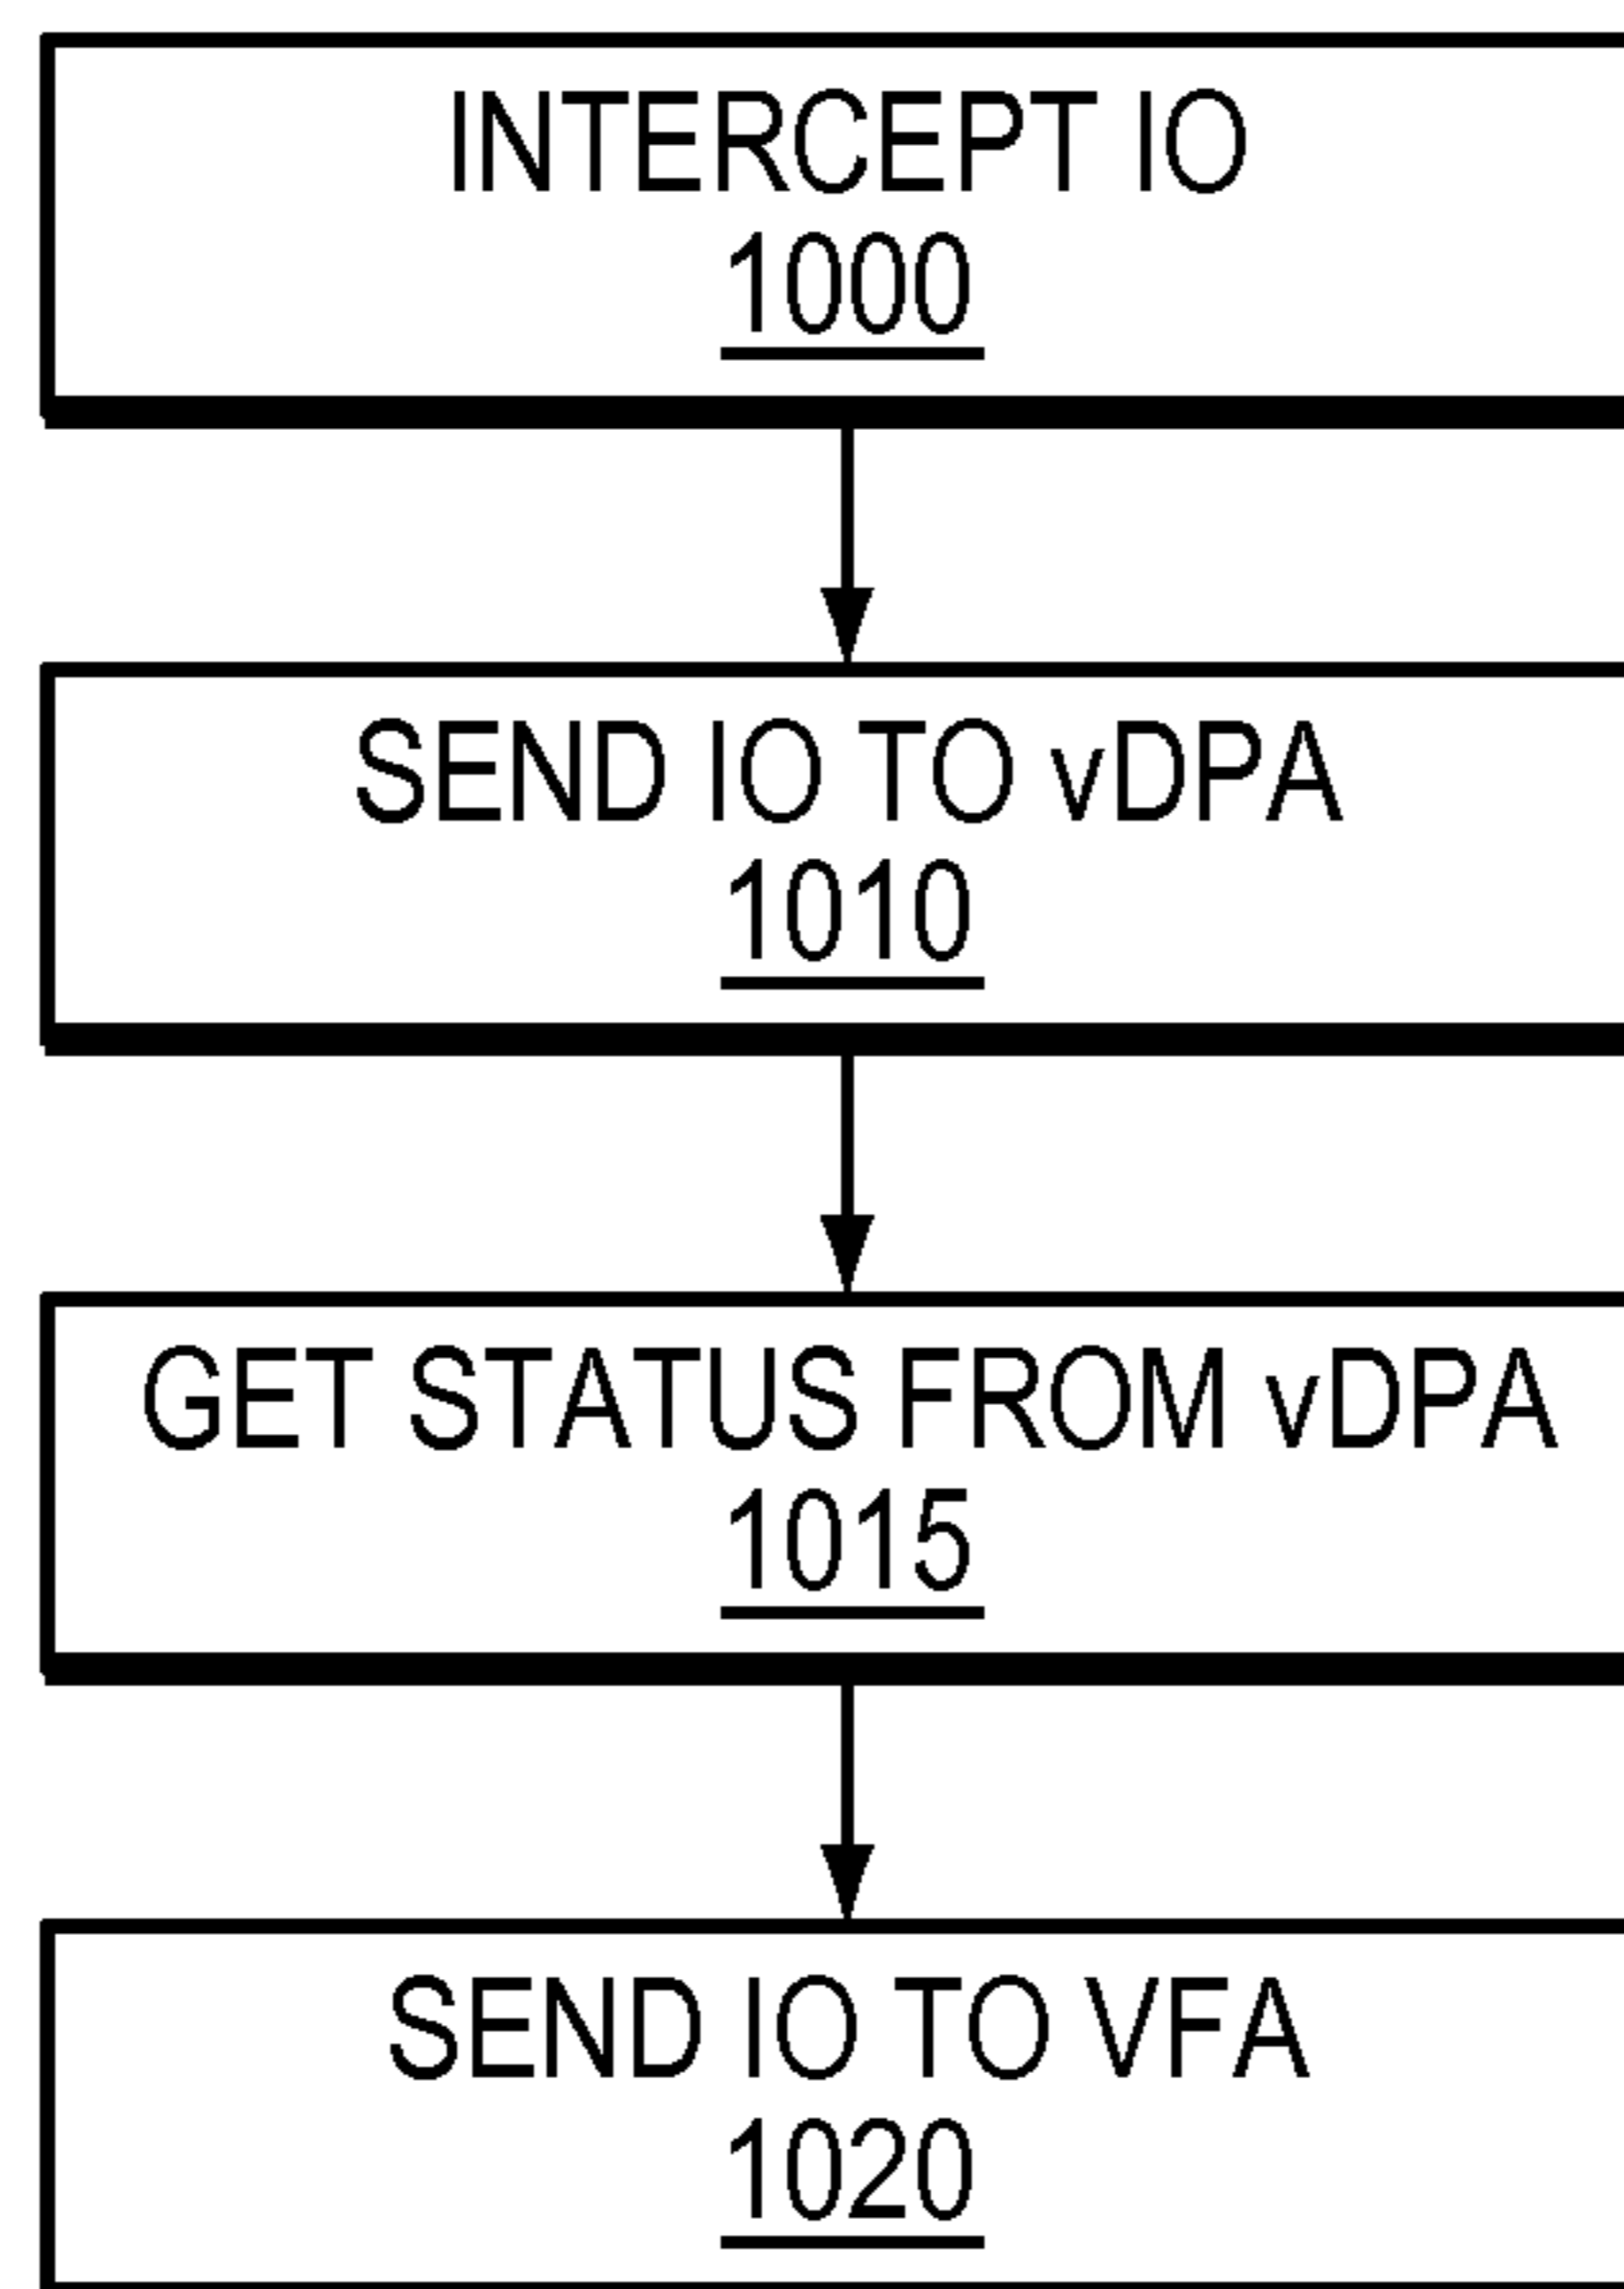 INTERCEPT IO
1000
SEND IO TO vDPA
1010
GET STATUS FROM vDPA
1015
SEND IO TO VFA
1020